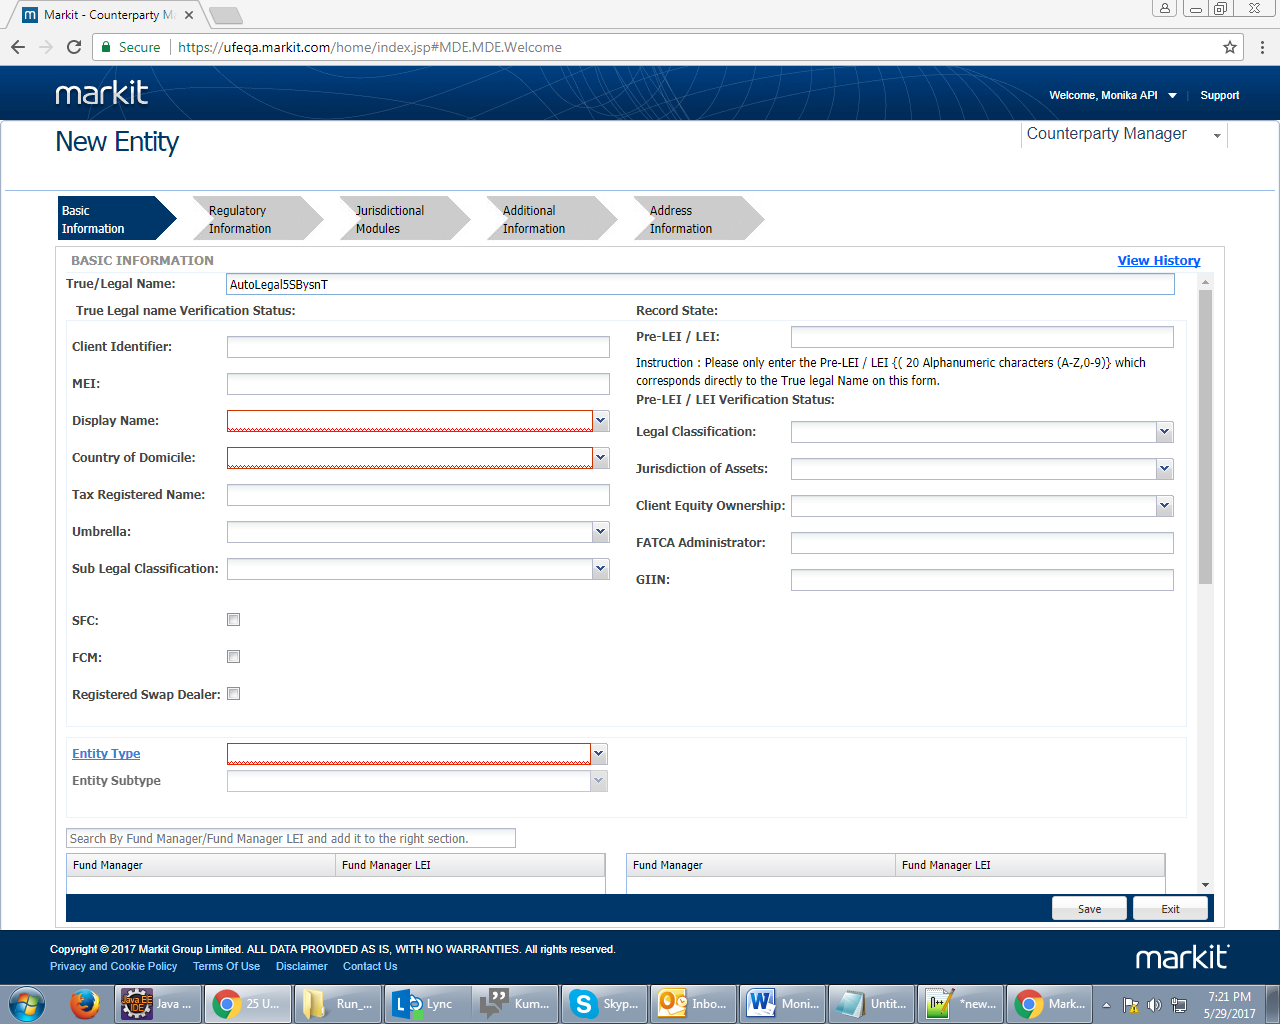 Markit - Counterparty M
Secure
https://ufeqa.markit.com/home/index.jsp#MDE.MDE.Welcome
markit
Welcome, Monika API
Support
New Entity
Counterparty Manager
Basic
Information
Regulatory
Information
Jurisdictional
Modules
Additional
Information
Address
Information
BASIC INFORMATION
View History
True/Legal Name:
AutoLegal5SBysnT
True Legal name Verification Status:
Record State:
Client Identifier:
Pre-LEI / LEI:
Instruction : Please only enter the Pre-LEI / LEI {( 20 Alphanumeric characters (A-Z,0-9)} which
corresponds directly to the True legal Name on this form.
MEI:
Pre-LEI / LEI Verification Status:
Display Name:
Legal Classification:
Country of Domicile:
Jurisdiction of Assets:
Tax Registered Name:
Client Equity Ownership:
Umbrella:
FATCA Administrator:
Sub Legal Classification:
GIIN:
SFC:
FCM:
Registered Swap Dealer:
Entity Type
Entity Subtype
Search By Fund Manager/Fund Manager LEI and add it to the right section.
Fund Manager
Fund Manager LEI
Fund Manager
Fund Manager LEI
Save
Exit
Copyright © 2017 Markit Group Limited. ALL DATA PROVIDED AS IS, WITH NO WARRANTIES. All rights reserved.
Privacy and Cookie Policy
Terms Of Use
Disclaimer
Contact Us
markit
Java EE
IDE
Java ...
25 U...
Run_...
Lync
Kum...
Skyp...
Inbo...
Moni...
Untit...
*new...
Mark...
7:21 PM
5/29/2017